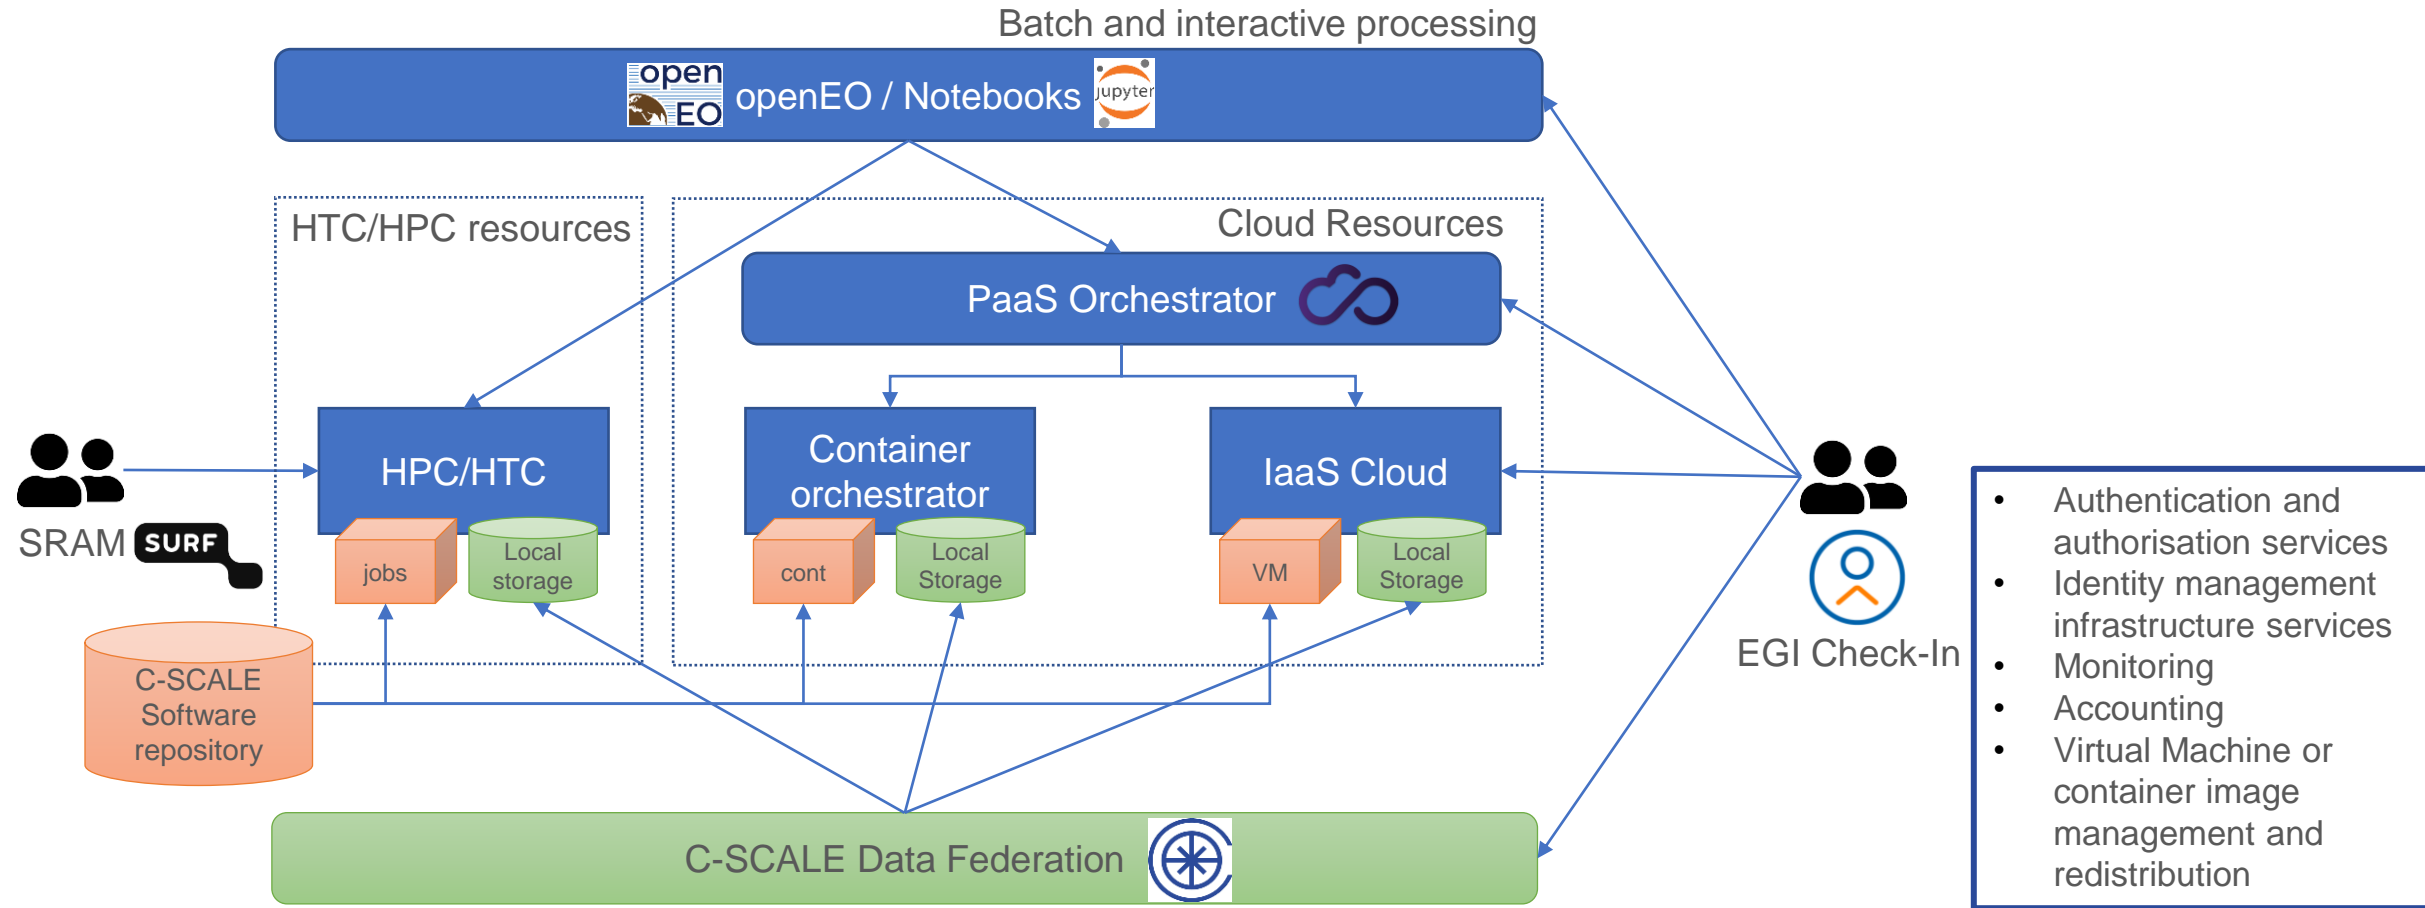 Batch and interactive processing
open
EO
openEO / Notebooks
jupyter
HTC/HPC resources
Cloud Resources
PaaS Orchestrator
HPC/HTC
Container
orchestrator
IaaS Cloud
SRAM
SURF
jobs
Local
storage
cont
Local
Storage
VM
Local
Storage
C-SCALE
Software
repository
EGI Check-In
• Authentication and
authorisation services
• Identity management
infrastructure services
• Monitoring
• Accounting
• Virtual Machine or
container image
management and
redistribution
C-SCALE Data Federation